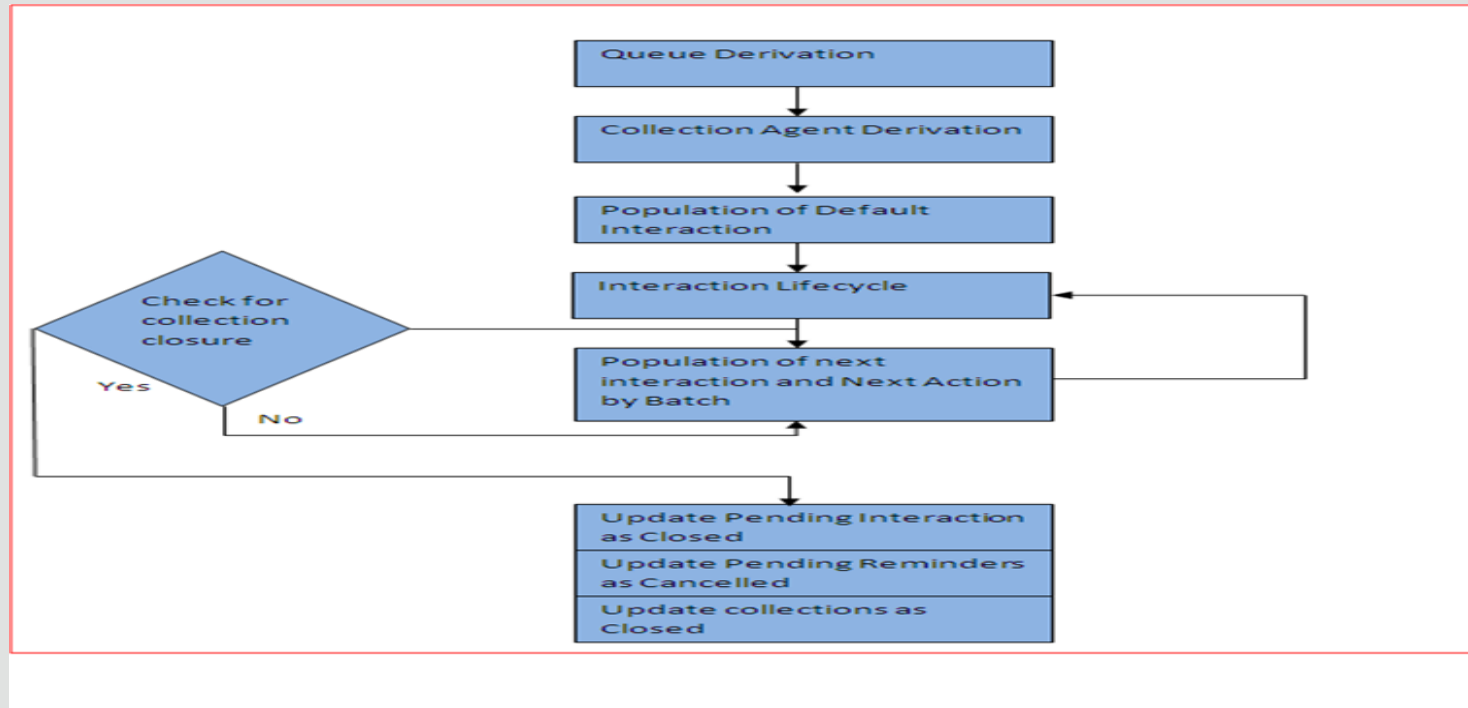 Queue Derivation
Collection Agent Derivation
Population of Default
Interaction
Interaction Lifecycle
Check for
collection
closure
Population of next
interaction and Next Action
by Batch
Yes
No
Update Pending Interaction
as Closed
Update Pending Reminders
as Cancelled
Update collections as
Closed